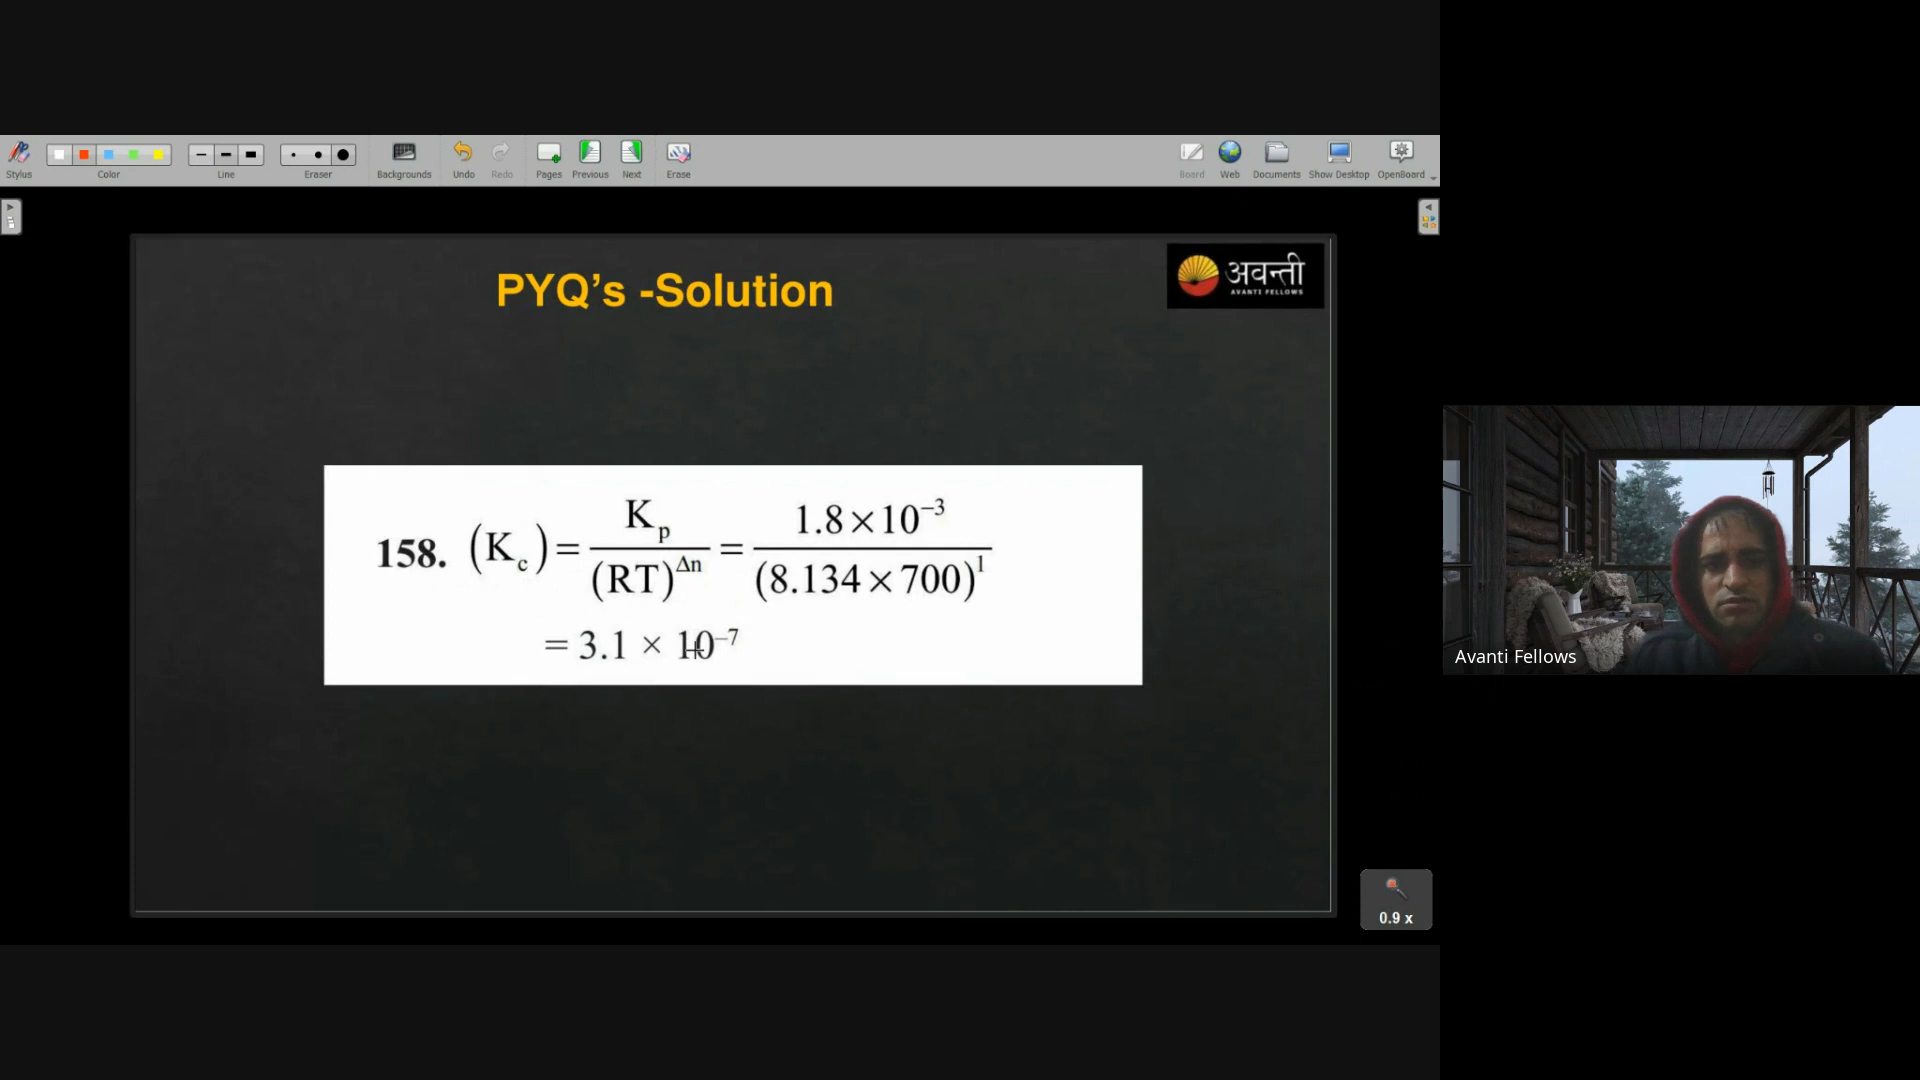 Stylus Color Line Eraser Backgrounds Undo Redo Pages Previous Next Erase Board Web Documents Show Desktop OpenBoard
PYQ's -Solution
अवन्ती
AVANTI FELLOWS
158. (K_c) = K_p / (RT)^Δn = 1.8×10^–3 / (8.134×700)^1
= 3.1 × 10^–7
Avanti Fellows
0.9 x